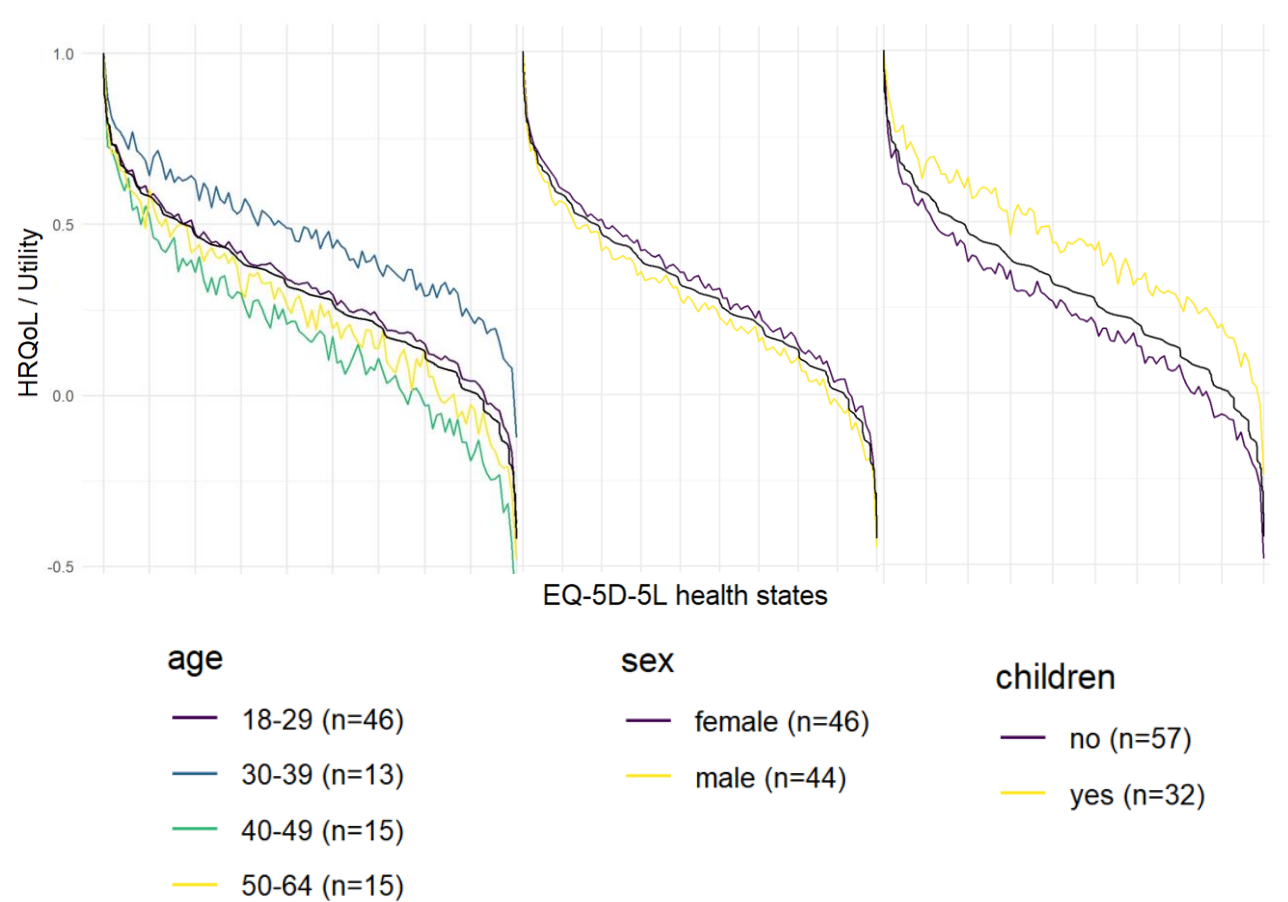 1.0
0.5
0.0
-0.5
HRQoL / Utility
EQ-5D-5L health states
age
18-29 (n=46)
30-39 (n=13)
40-49 (n=15)
50-64 (n=15)
sex
female (n=46)
male (n=44)
children
no (n=57)
yes (n=32)